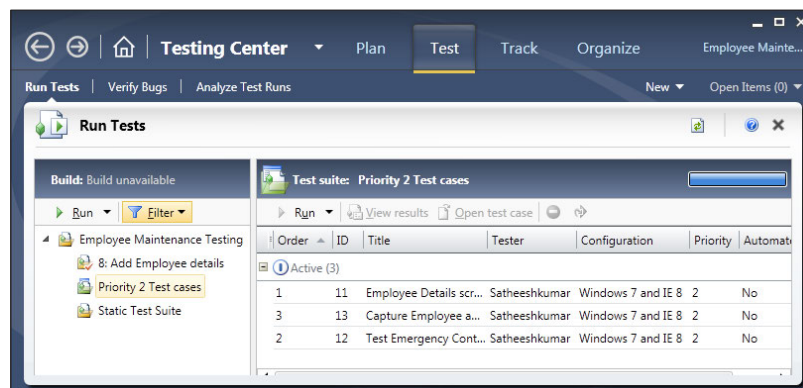 Testing Center Plan Test Track Organize Employee Mainte...
Run Tests Verify Bugs Analyze Test Runs New Open Items (0)
Run Tests
Build: Build unavailable
Run Filter
Employee Maintenance Testing
8: Add Employee details
Priority 2 Test cases
Static Test Suite
Test suite: Priority 2 Test cases
Run View results Open test case
Order ID Title Tester Configuration Priority Automat
Active (3)
1 11 Employee Details scr... Satheeshkumar Windows 7 and IE 8 2 No
3 13 Capture Employee a... Satheeshkumar Windows 7 and IE 8 2 No
2 12 Test Emergency Cont... Satheeshkumar Windows 7 and IE 8 2 No